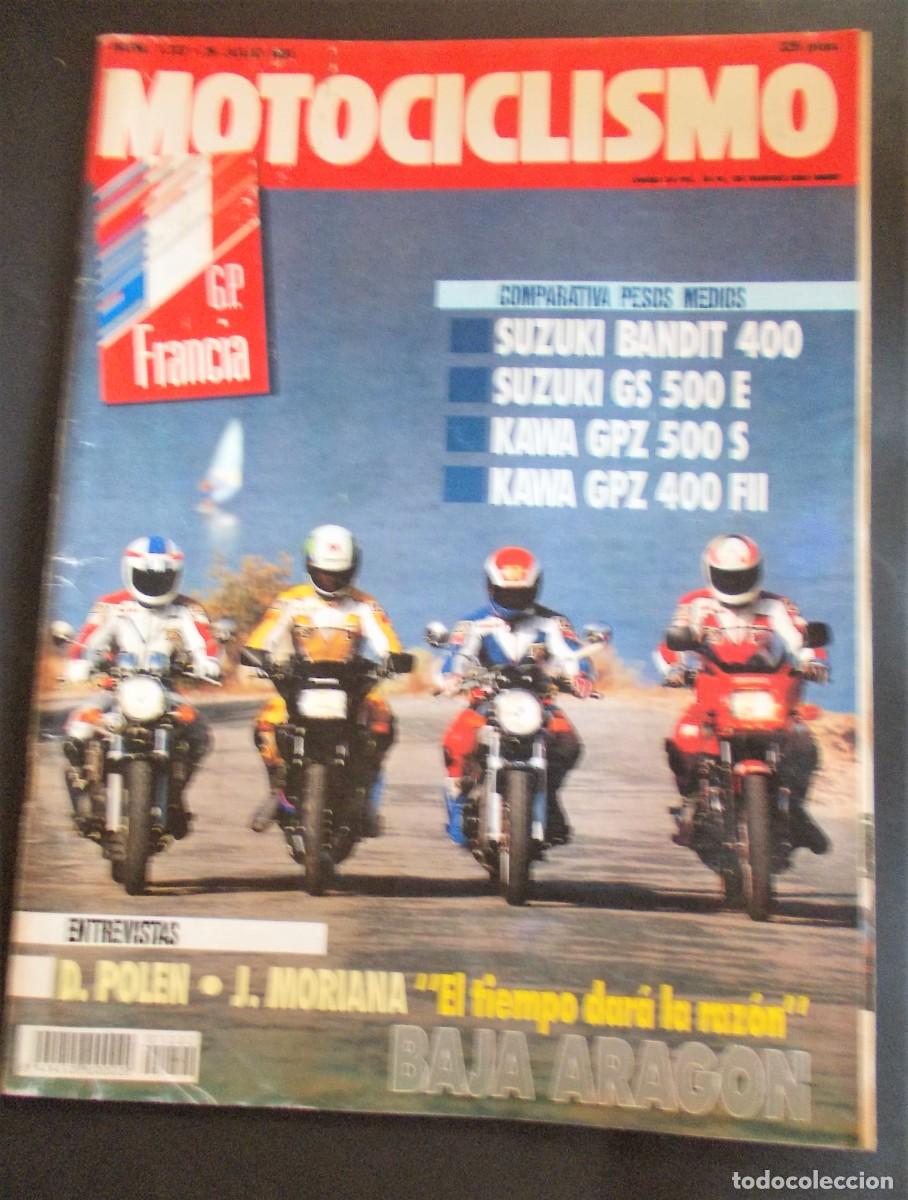 MOTOCICLISMO
G.P.
Francia
COMPARATIVA PESOS MEDIOS
SUZUKI BANDIT 400
SUZUKI GS 500 E
KAWA GPZ 500 S
KAWA GPZ 400 FII
ENTREVISTAS
D. POLEN • J. MORIANA "El tiempo dará la razón"
BAJA ARAGON
todocoleccion